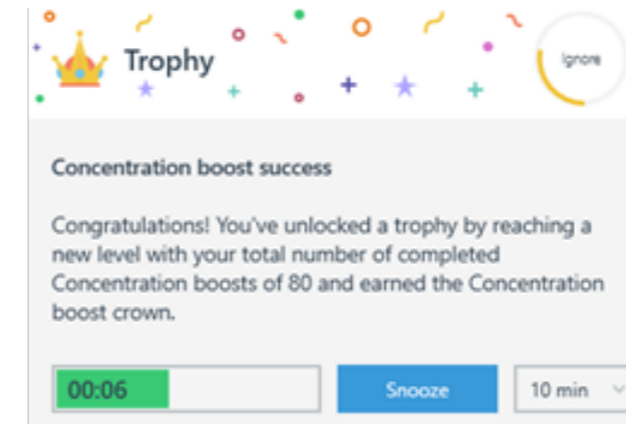 Trophy
Ignore
Concentration boost success
Congratulations! You've unlocked a trophy by reaching a
new level with your total number of completed
Concentration boosts of 80 and earned the Concentration
boost crown.
00:06
Snooze
10 min